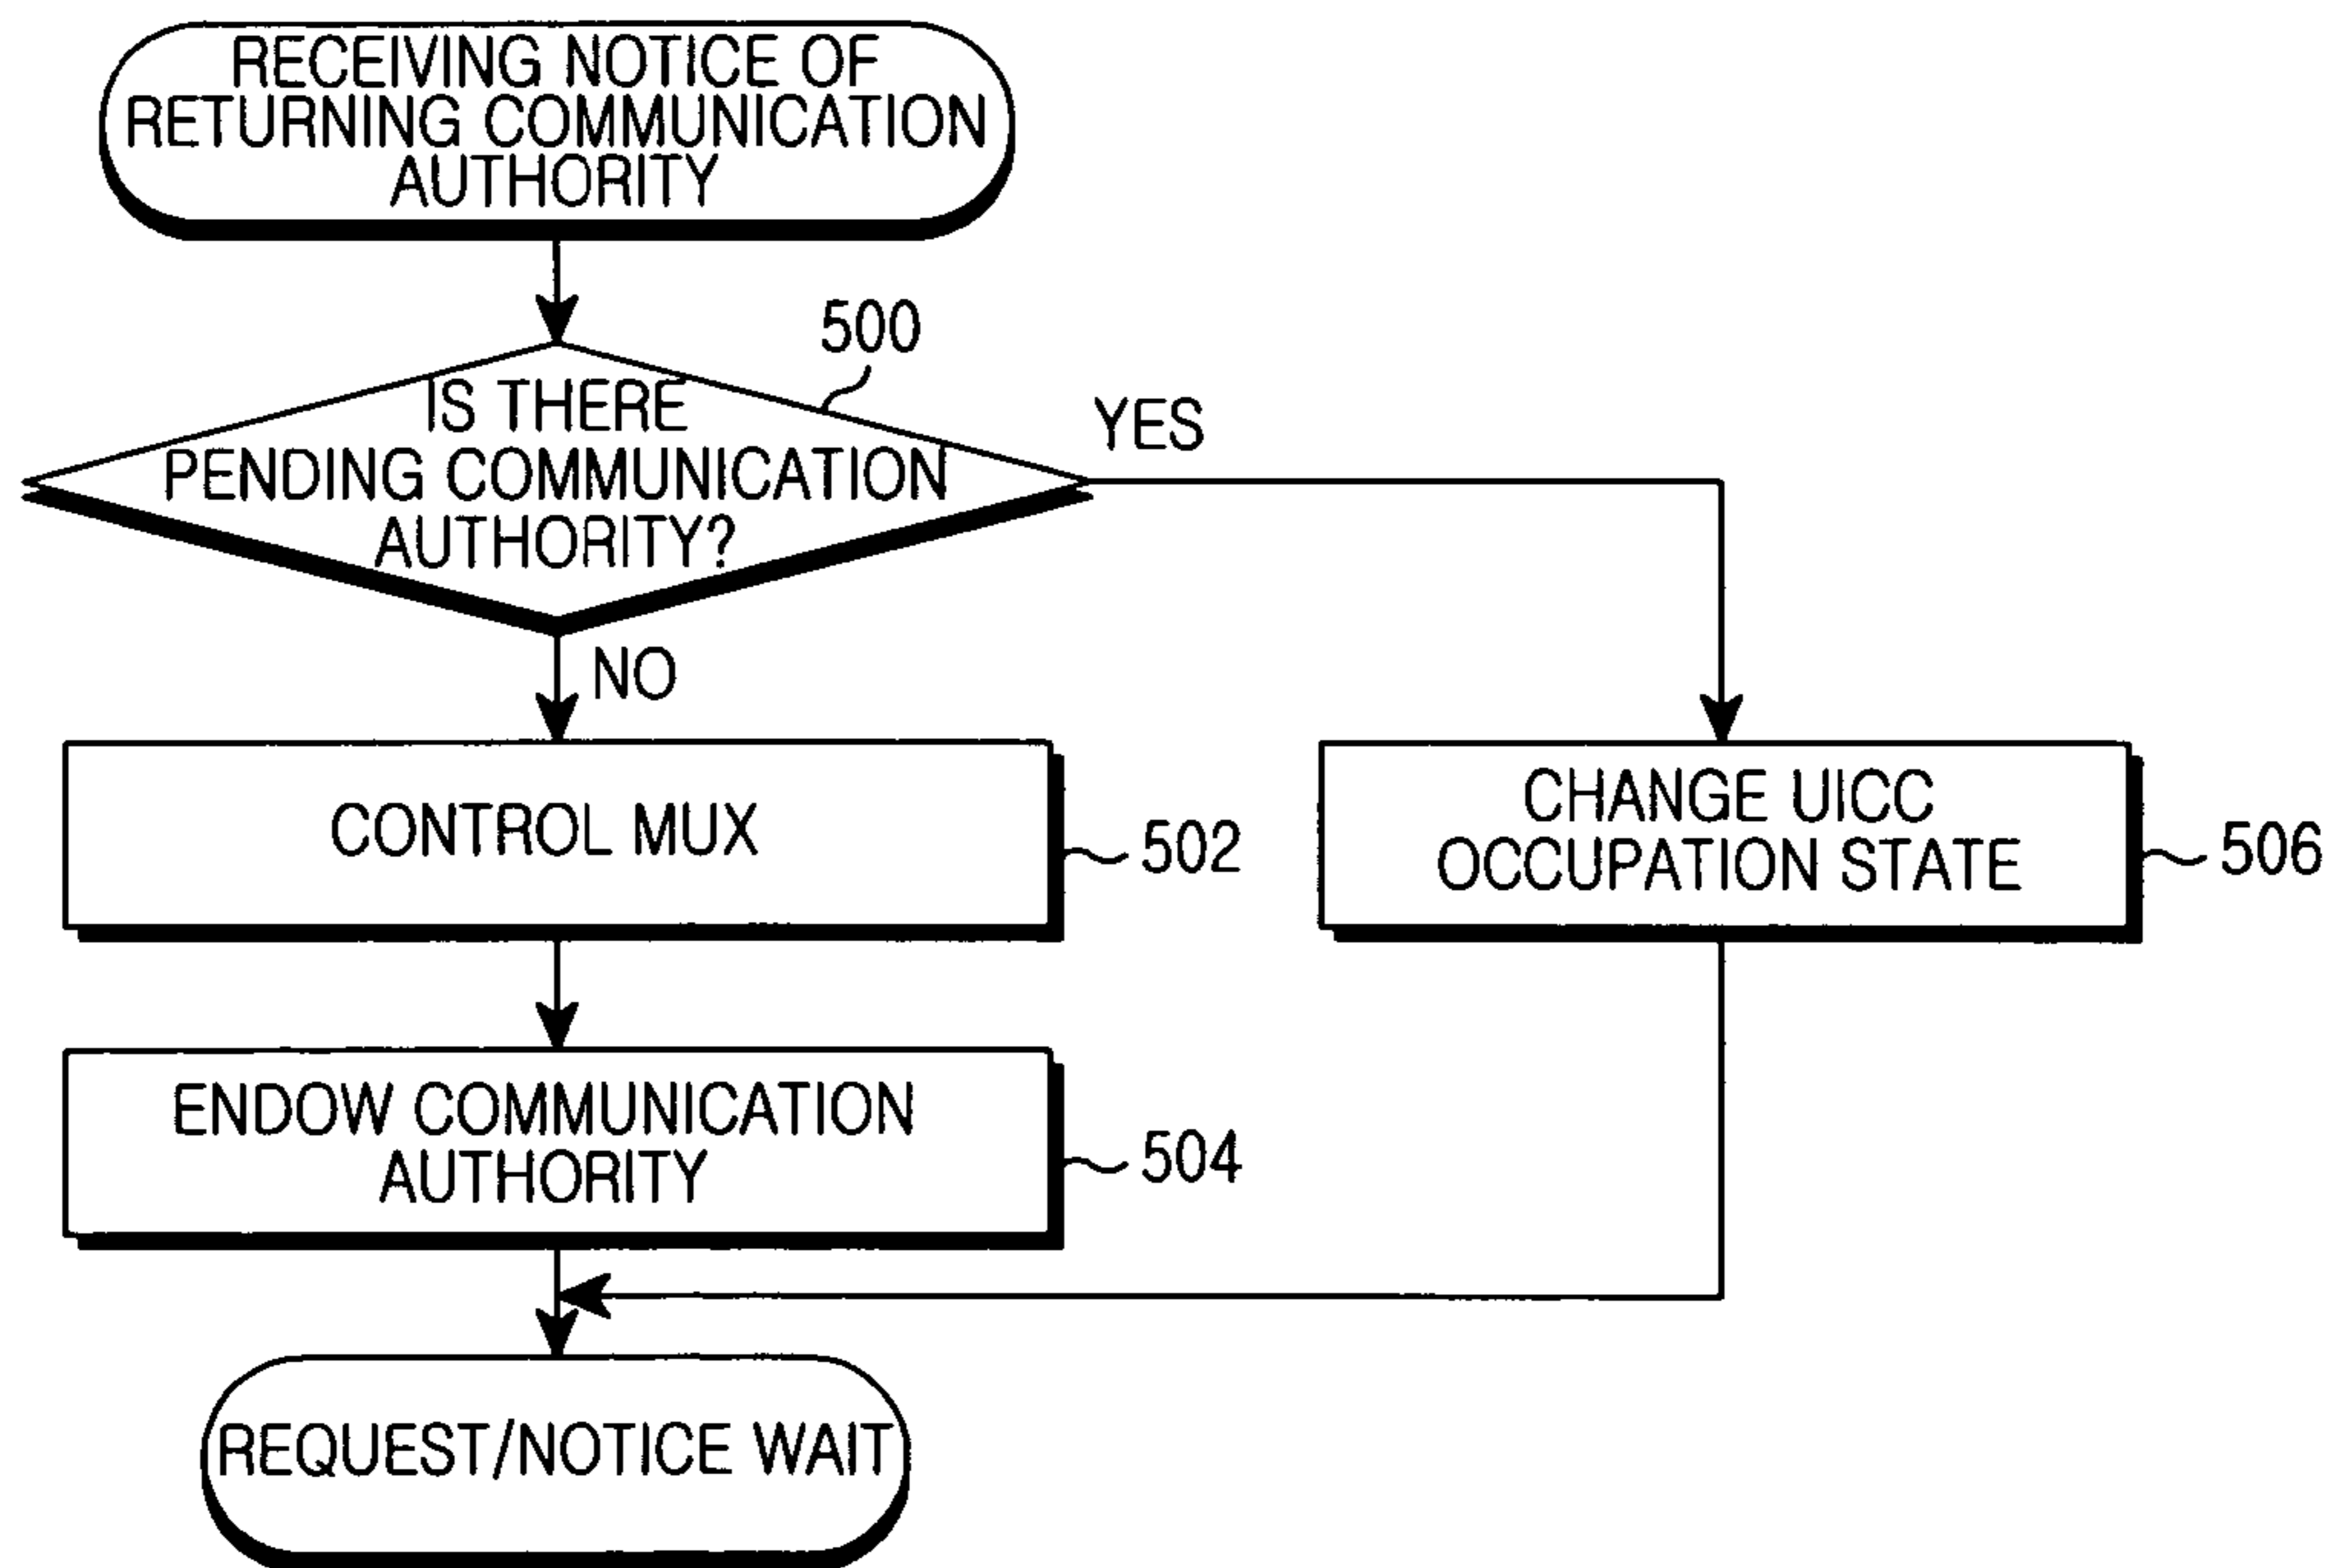 RECEIVING NOTICE OF
RETURNING COMMUNICATION
AUTHORITY
500
IS THERE
PENDING COMMUNICATION
AUTHORITY?
YES
NO
CONTROL MUX
502
CHANGE UICC
OCCUPATION STATE
506
ENDOW COMMUNICATION
AUTHORITY
504
REQUEST/NOTICE WAIT